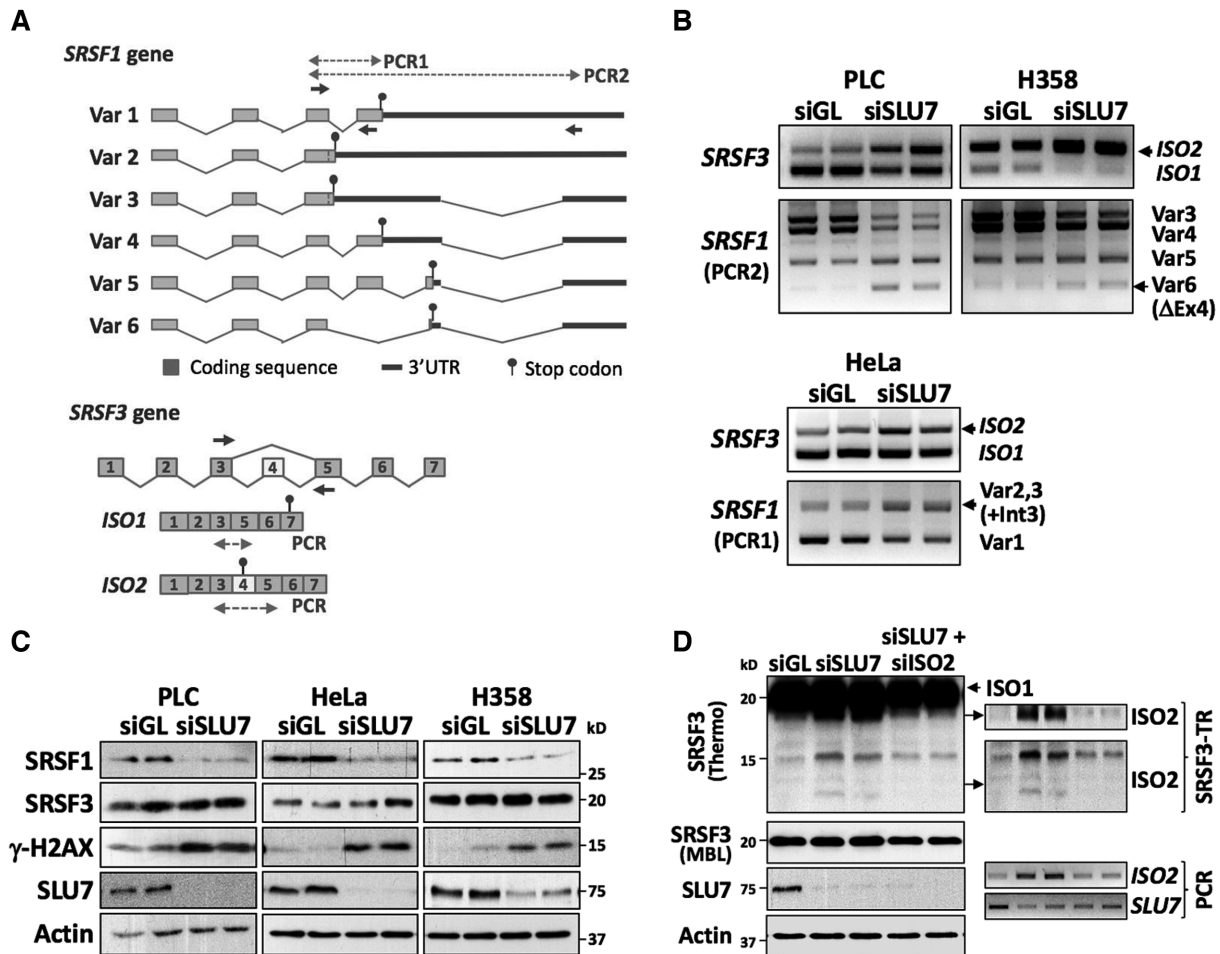 A
SRSF1 gene
PCR1
PCR2
Var 1
Var 2
Var 3
Var 4
Var 5
Var 6
Coding sequence
3'UTR
Stop codon
SRSF3 gene
1 2 3 4 5 6 7
ISO1
1 2 3 5 6 7
PCR
ISO2
1 2 3 4 5 6 7
PCR
B
PLC H358
siGL siSLU7 siGL siSLU7
SRSF3
ISO2
ISO1
SRSF1
(PCR2)
Var3
Var4
Var5
Var6
(ΔEx4)
HeLa
siGL siSLU7
SRSF3
ISO2
ISO1
SRSF1
(PCR1)
Var2,3
(+Int3)
Var1
C
PLC HeLa H358
siGL siSLU7 siGL siSLU7 siGL siSLU7 kD
SRSF1 25
SRSF3 20
γ-H2AX 15
SLU7 75
Actin 37
D
siSLU7 +
kD siGL siSLU7 siISO2
SRSF3
(Thermo)
20
15
ISO1
ISO2
ISO2
SRSF3-TR
SRSF3
(MBL)
20
SLU7 75
Actin 37
ISO2
SLU7
PCR